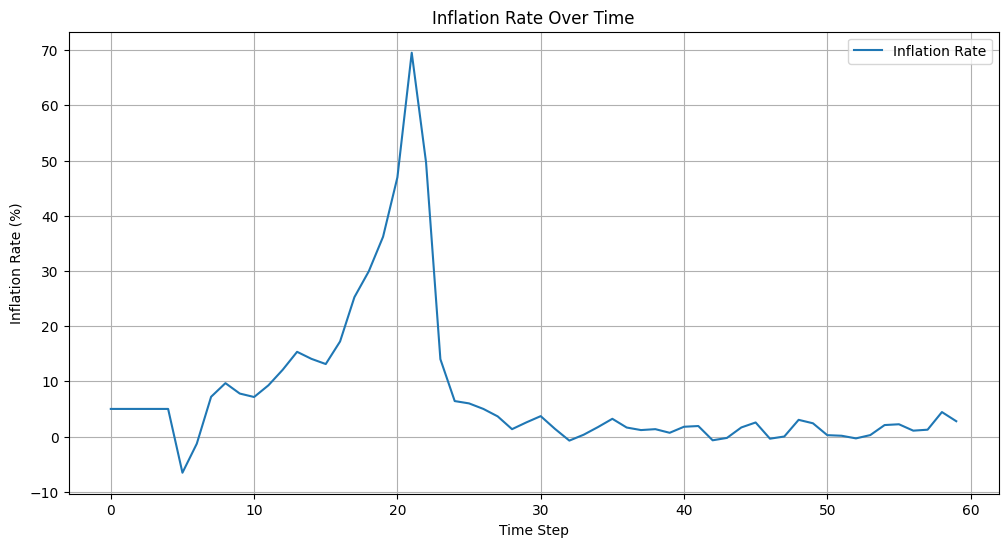 Inflation Rate Over Time
Inflation Rate
70
60
50
40
30
20
10
0
−10
Inflation Rate (%)
0 10 20 30 40 50 60
Time Step